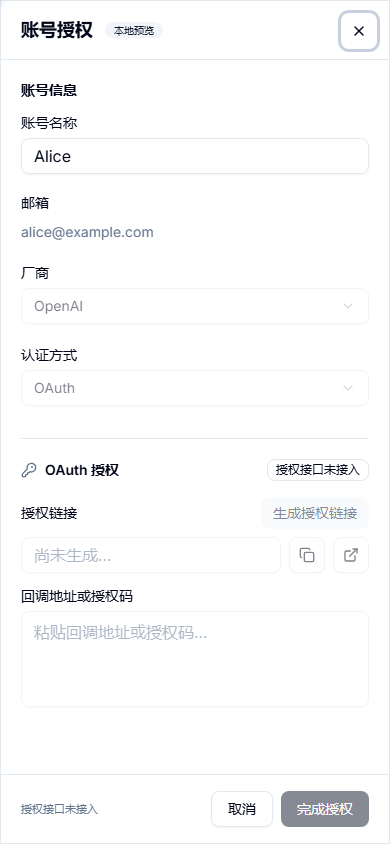 账号授权 本地预览
账号信息
账号名称
Alice
邮箱
alice@example.com
厂商
OpenAI
认证方式
OAuth
OAuth 授权 授权接口未接入
授权链接 生成授权链接
尚未生成...
回调地址或授权码
粘贴回调地址或授权码...
授权接口未接入 取消 完成授权